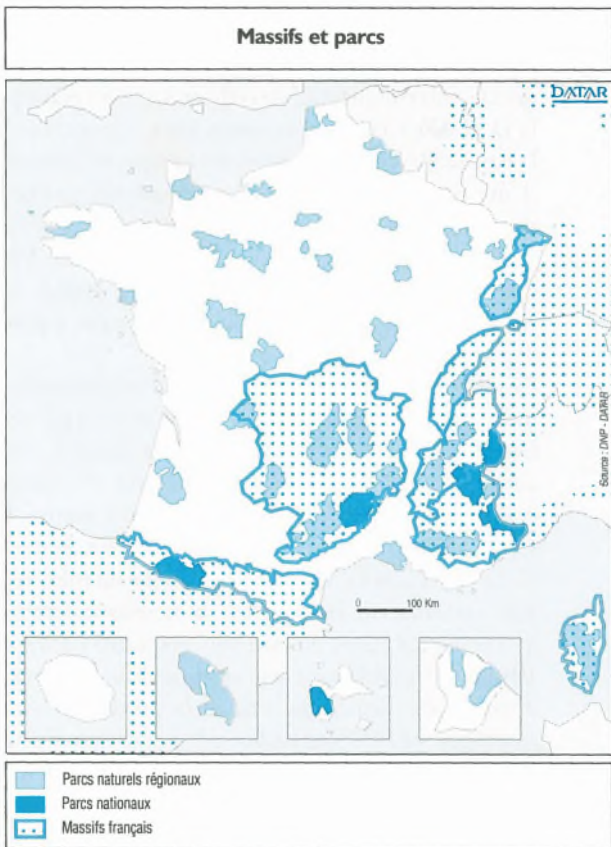 Massifs et parcs
DATAR
Source : DNP - DATAR
0 100 Km
Parcs naturels régionaux
Parcs nationaux
Massifs français